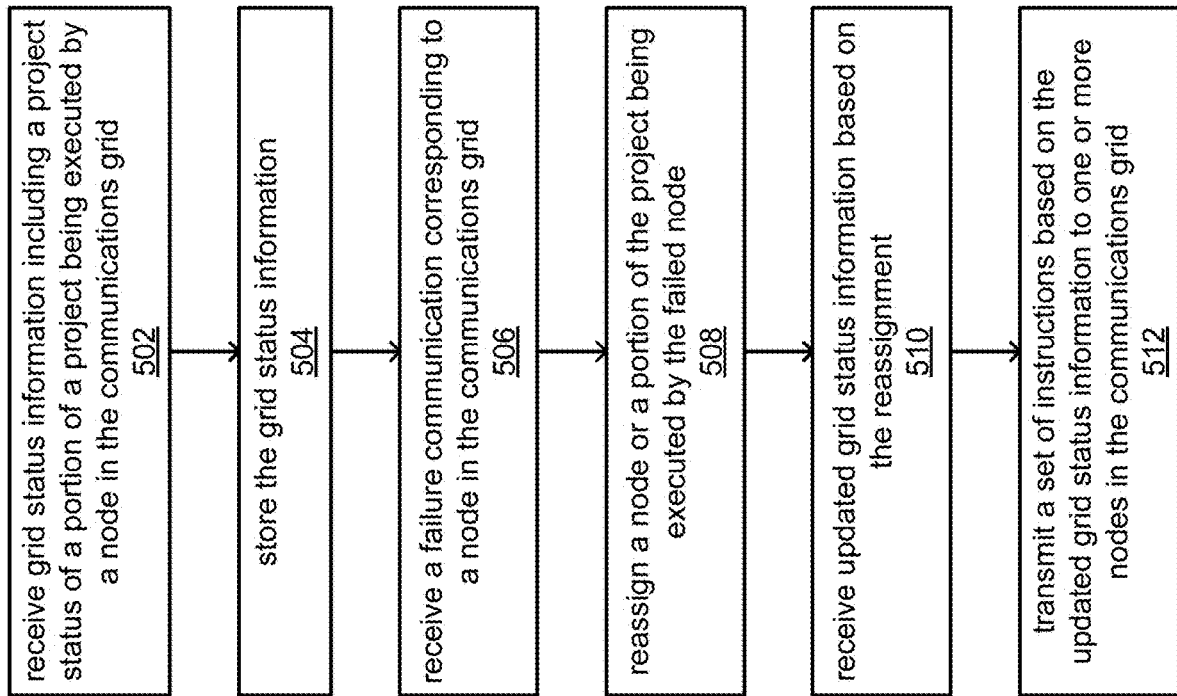 receive grid status information including a project
status of a portion of a project being executed by
a node in the communications grid
502
store the grid status information
504
receive a failure communication corresponding to
a node in the communications grid
506
reassign a node or a portion of the project being
executed by the failed node
508
receive updated grid status information based on
the reassignment
510
transmit a set of instructions based on the
updated grid status information to one or more
nodes in the communications grid
512